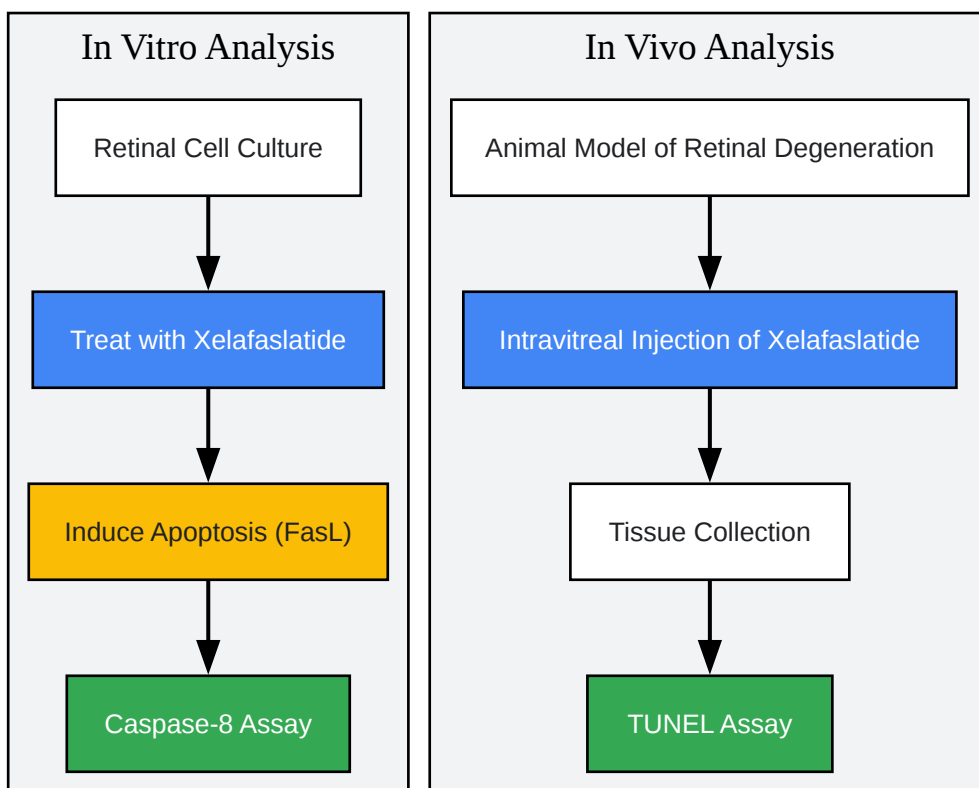 In Vitro Analysis
Retinal Cell Culture
Treat with Xelafaslatide
Induce Apoptosis (FasL)
Caspase-8 Assay
In Vivo Analysis
Animal Model of Retinal Degeneration
Intravitreal Injection of Xelafaslatide
Tissue Collection
TUNEL Assay